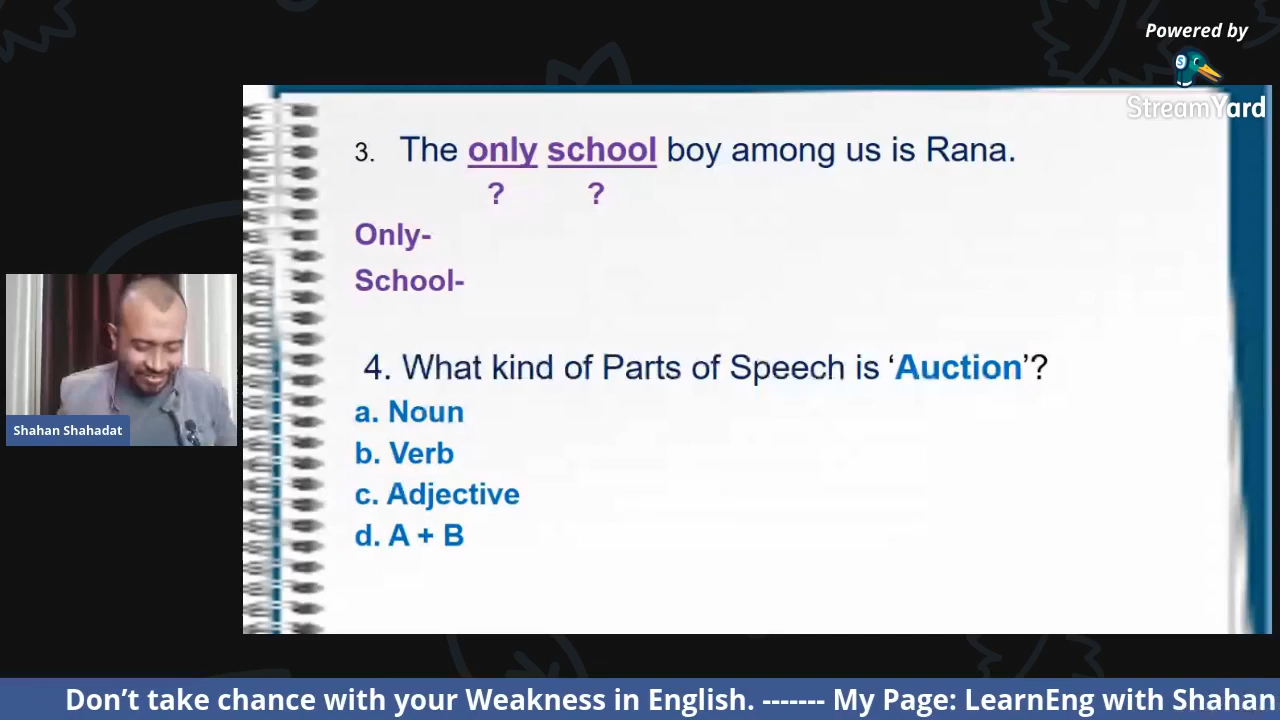 Powered by
StreamYard
3. The only school boy among us is Rana.
? ?
Only-
School-
4. What kind of Parts of Speech is ‘Auction’?
a. Noun
b. Verb
c. Adjective
d. A + B
Shahan Shahadat
Don’t take chance with your Weakness in English. ------- My Page: LearnEng with Shahan